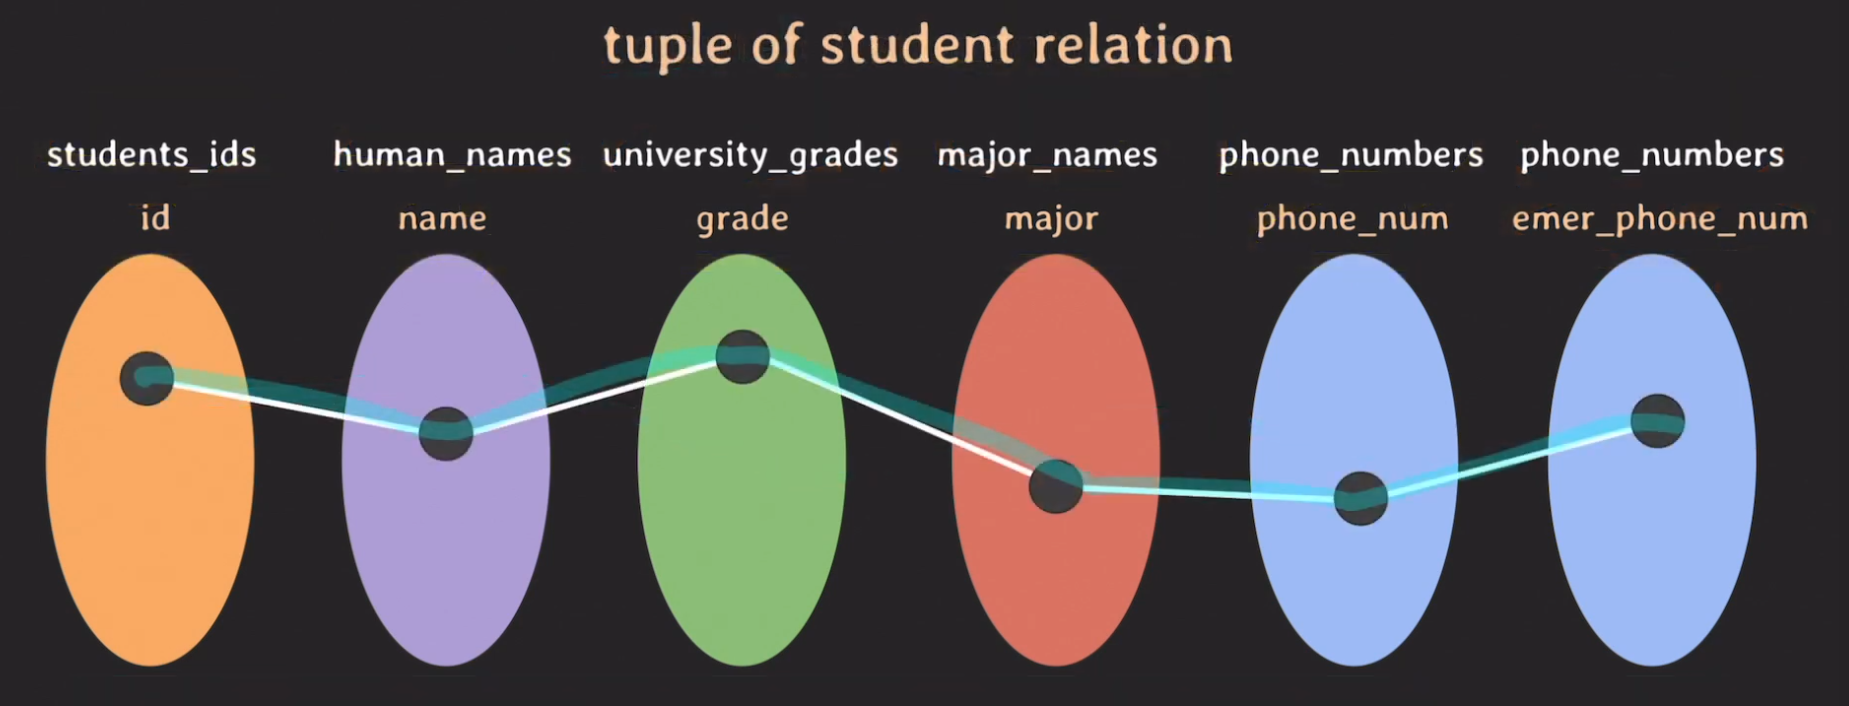 tuple of student relation
students_ids human_names university_grades major_names phone_numbers phone_numbers
id name grade major phone_num emer_phone_num